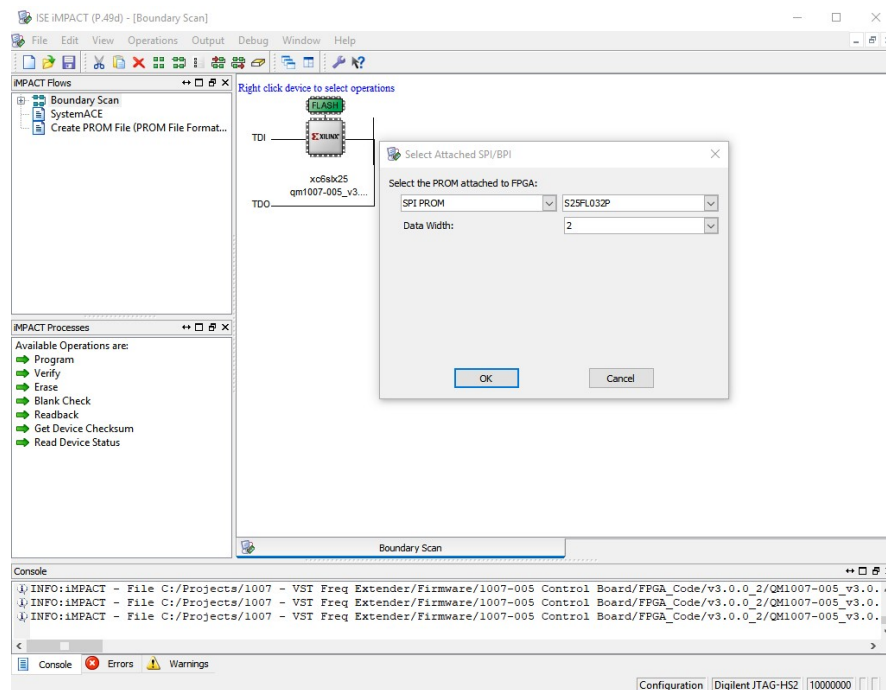 ISE iMPACT (P.49d) - [Boundary Scan]
File Edit View Operations Output Debug Window Help
iMPACT Flows
Boundary Scan
SystemACE
Create PROM File (PROM File Format...
Right click device to select operations
FLASH
XILINX
TDI
xc6slx25
qm1007-005_v3....
TDO
Select Attached SPI/BPI
Select the PROM attached to FPGA:
SPI PROM S25FL032P
Data Width: 2
OK Cancel
iMPACT Processes
Available Operations are:
Program
Verify
Erase
Blank Check
Readback
Get Device Checksum
Read Device Status
Boundary Scan
Console
INFO:iMPACT - File C:/Projects/1007 - VST Freq Extender/Firmware/1007-005 Control Board/FPGA_Code/v3.0.0_2/QM1007-005_v3.0.
INFO:iMPACT - File C:/Projects/1007 - VST Freq Extender/Firmware/1007-005 Control Board/FPGA_Code/v3.0.0_2/QM1007-005_v3.0.
INFO:iMPACT - File C:/Projects/1007 - VST Freq Extender/Firmware/1007-005 Control Board/FPGA_Code/v3.0.0_2/QM1007-005_v3.0.
Console Errors Warnings
Configuration Digilent JTAG-HS2 10000000